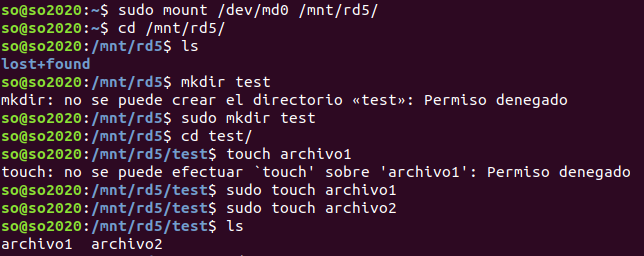 so@so2020:~$ sudo mount /dev/md0 /mnt/rd5/
so@so2020:~$ cd /mnt/rd5/
so@so2020:/mnt/rd5$ ls
lost+found
so@so2020:/mnt/rd5$ mkdir test
mkdir: no se puede crear el directorio «test»: Permiso denegado
so@so2020:/mnt/rd5$ sudo mkdir test
so@so2020:/mnt/rd5$ cd test/
so@so2020:/mnt/rd5/test$ touch archivo1
touch: no se puede efectuar `touch' sobre 'archivo1': Permiso denegado
so@so2020:/mnt/rd5/test$ sudo touch archivo1
so@so2020:/mnt/rd5/test$ sudo touch archivo2
so@so2020:/mnt/rd5/test$ ls
archivo1  archivo2